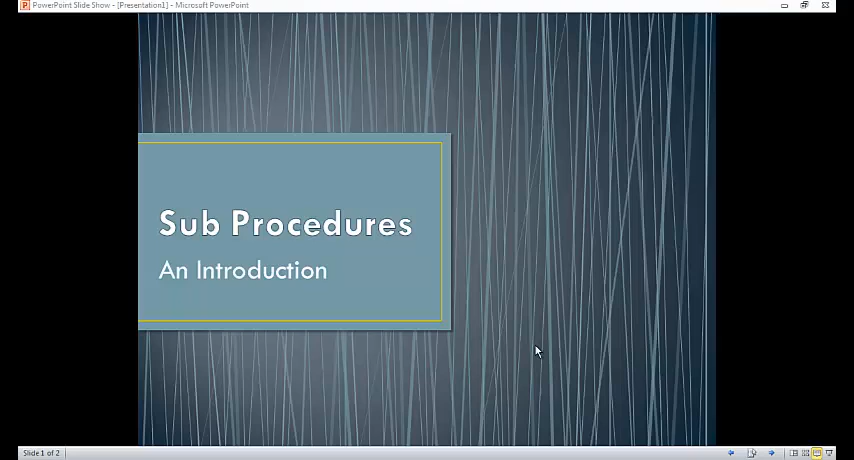 PowerPoint Slide Show - [Presentation1] - Microsoft PowerPoint
Sub Procedures
An Introduction
Slide 1 of 2